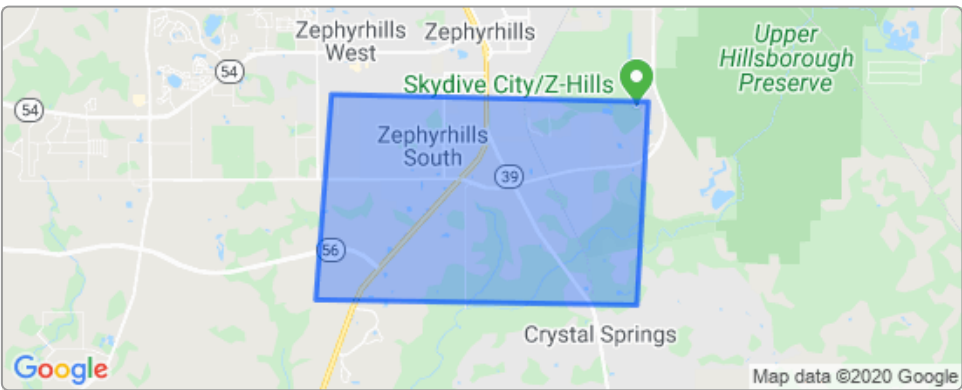 Zephyrhills
West
Zephyrhills
Upper
Hillsborough
Preserve
54
Skydive City/Z-Hills
54
Zephyrhills
South
39
56
Crystal Springs
Google
Map data ©2020 Google